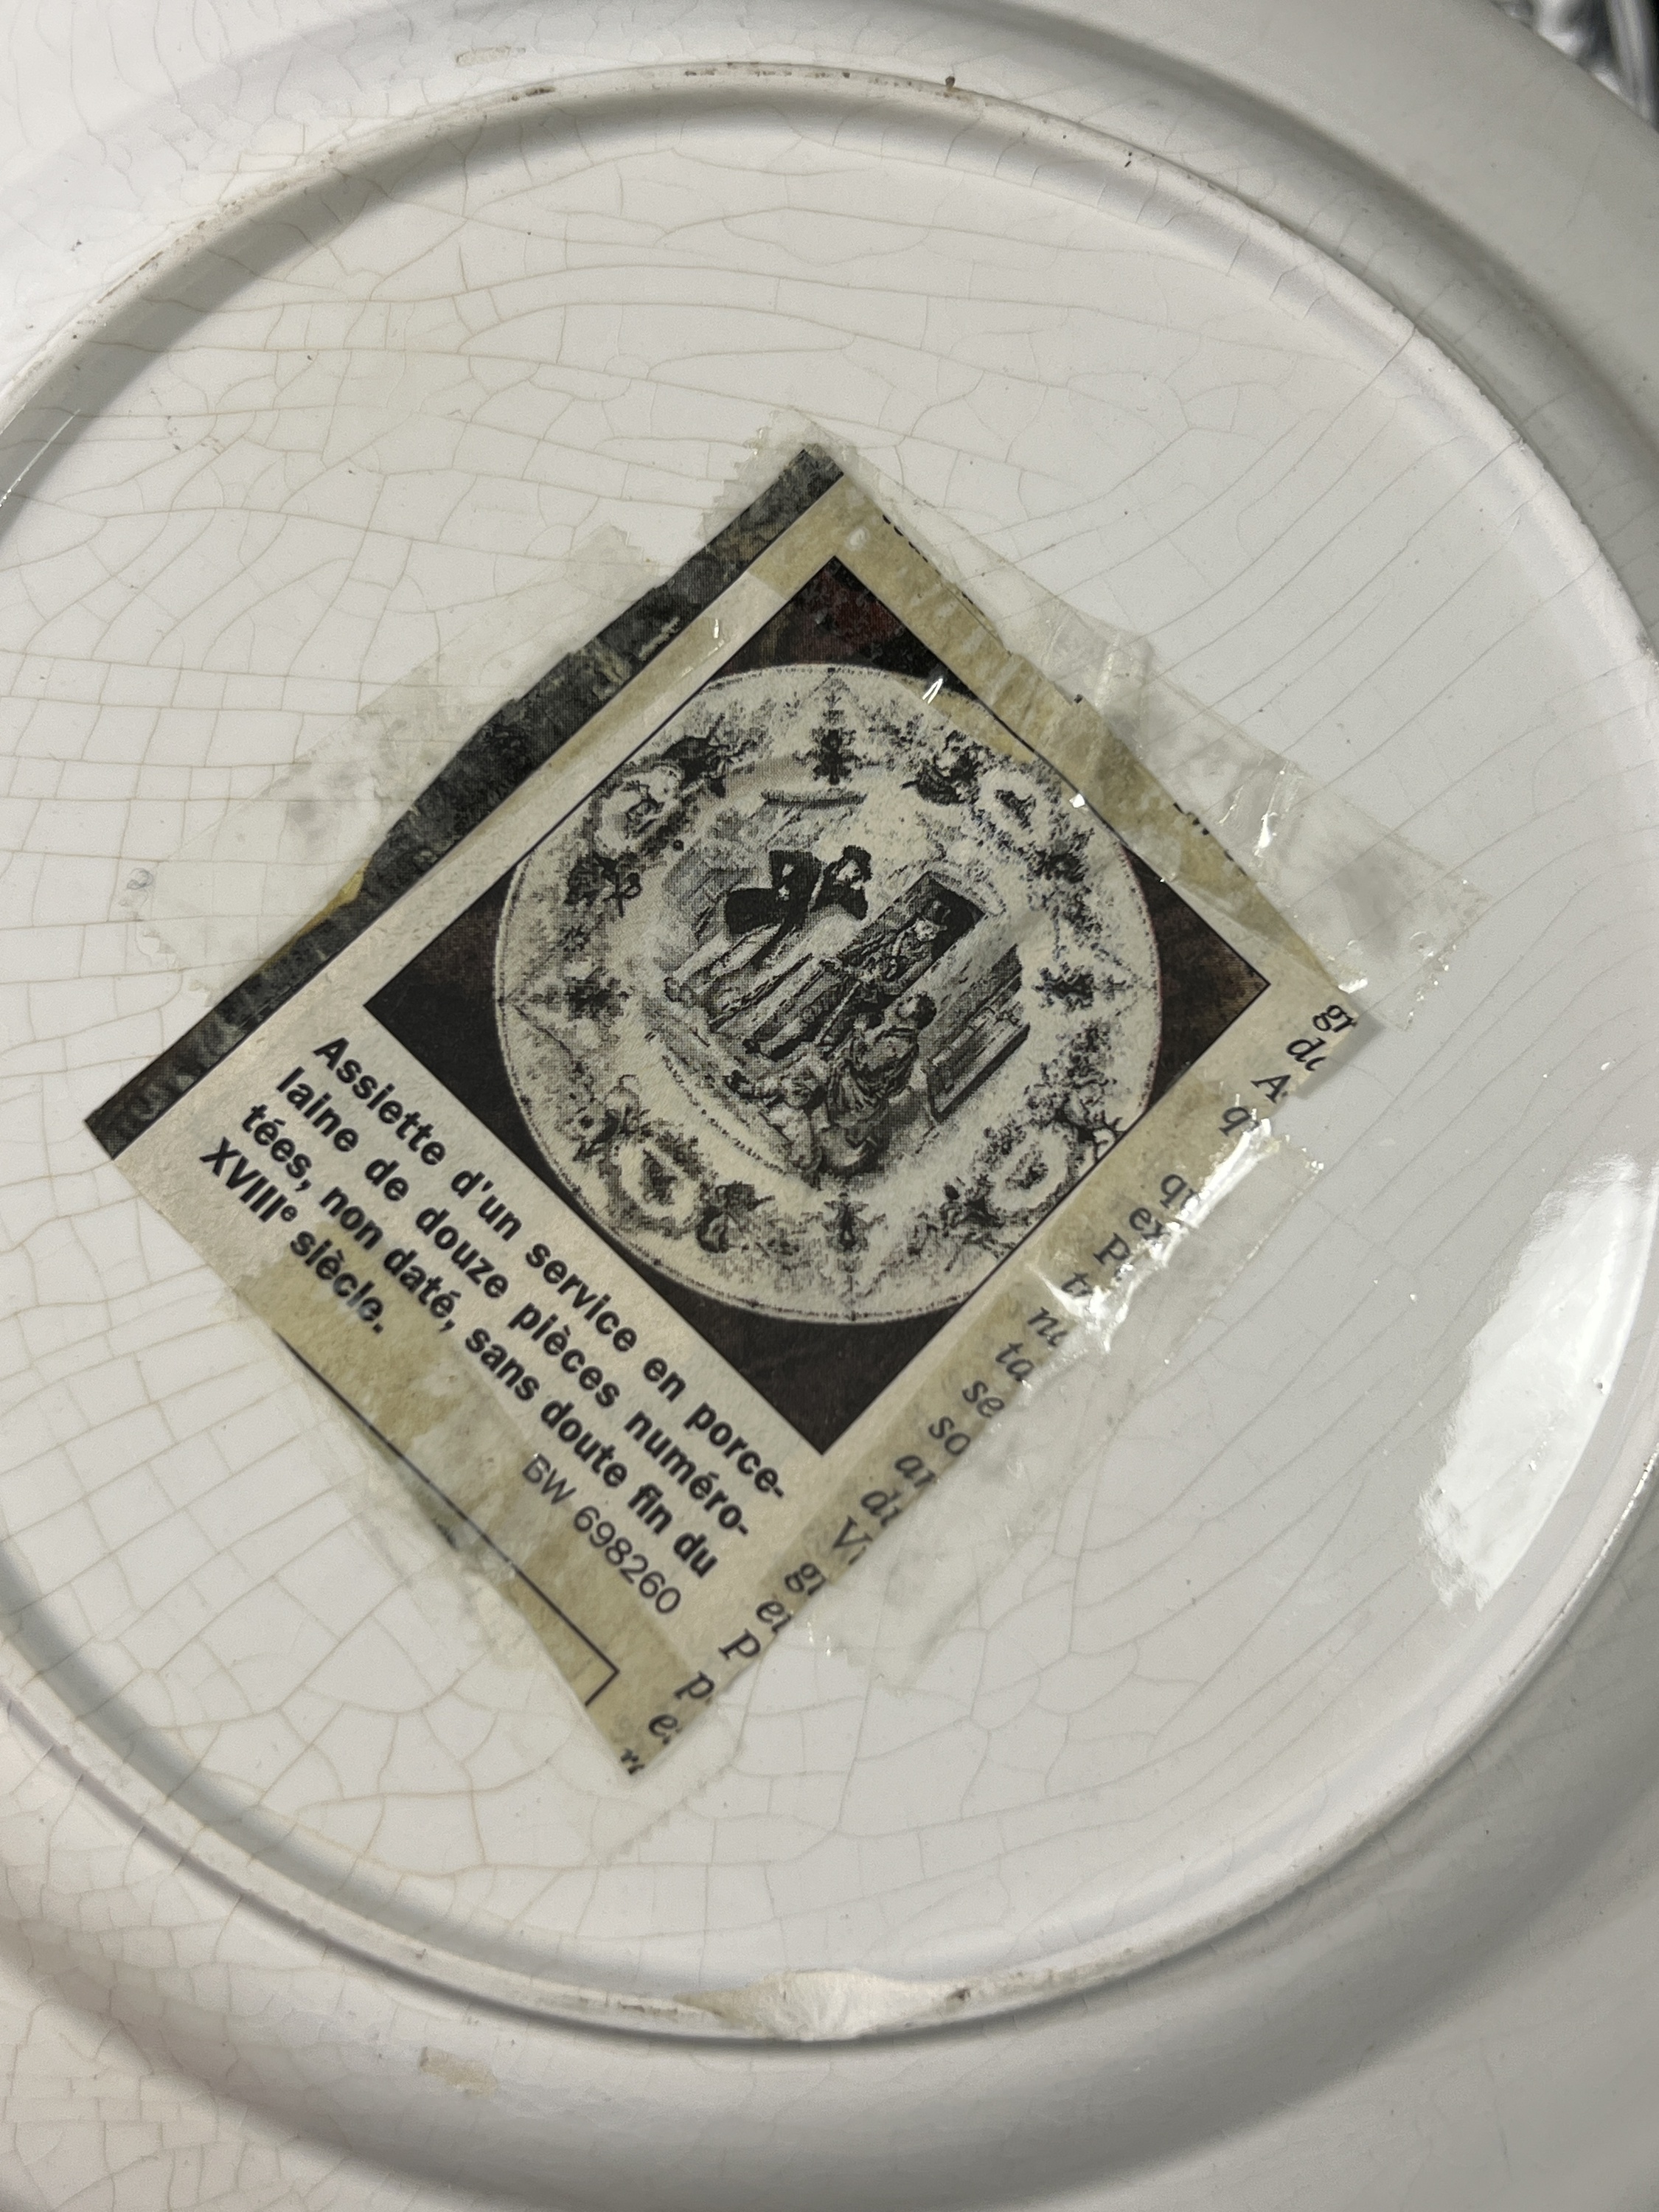 Assiette d'un service en porce-
laine de douze pièces numéro-
tées, non daté, sans doute fin du
XVIIIᵉ siècle.
BW 698260